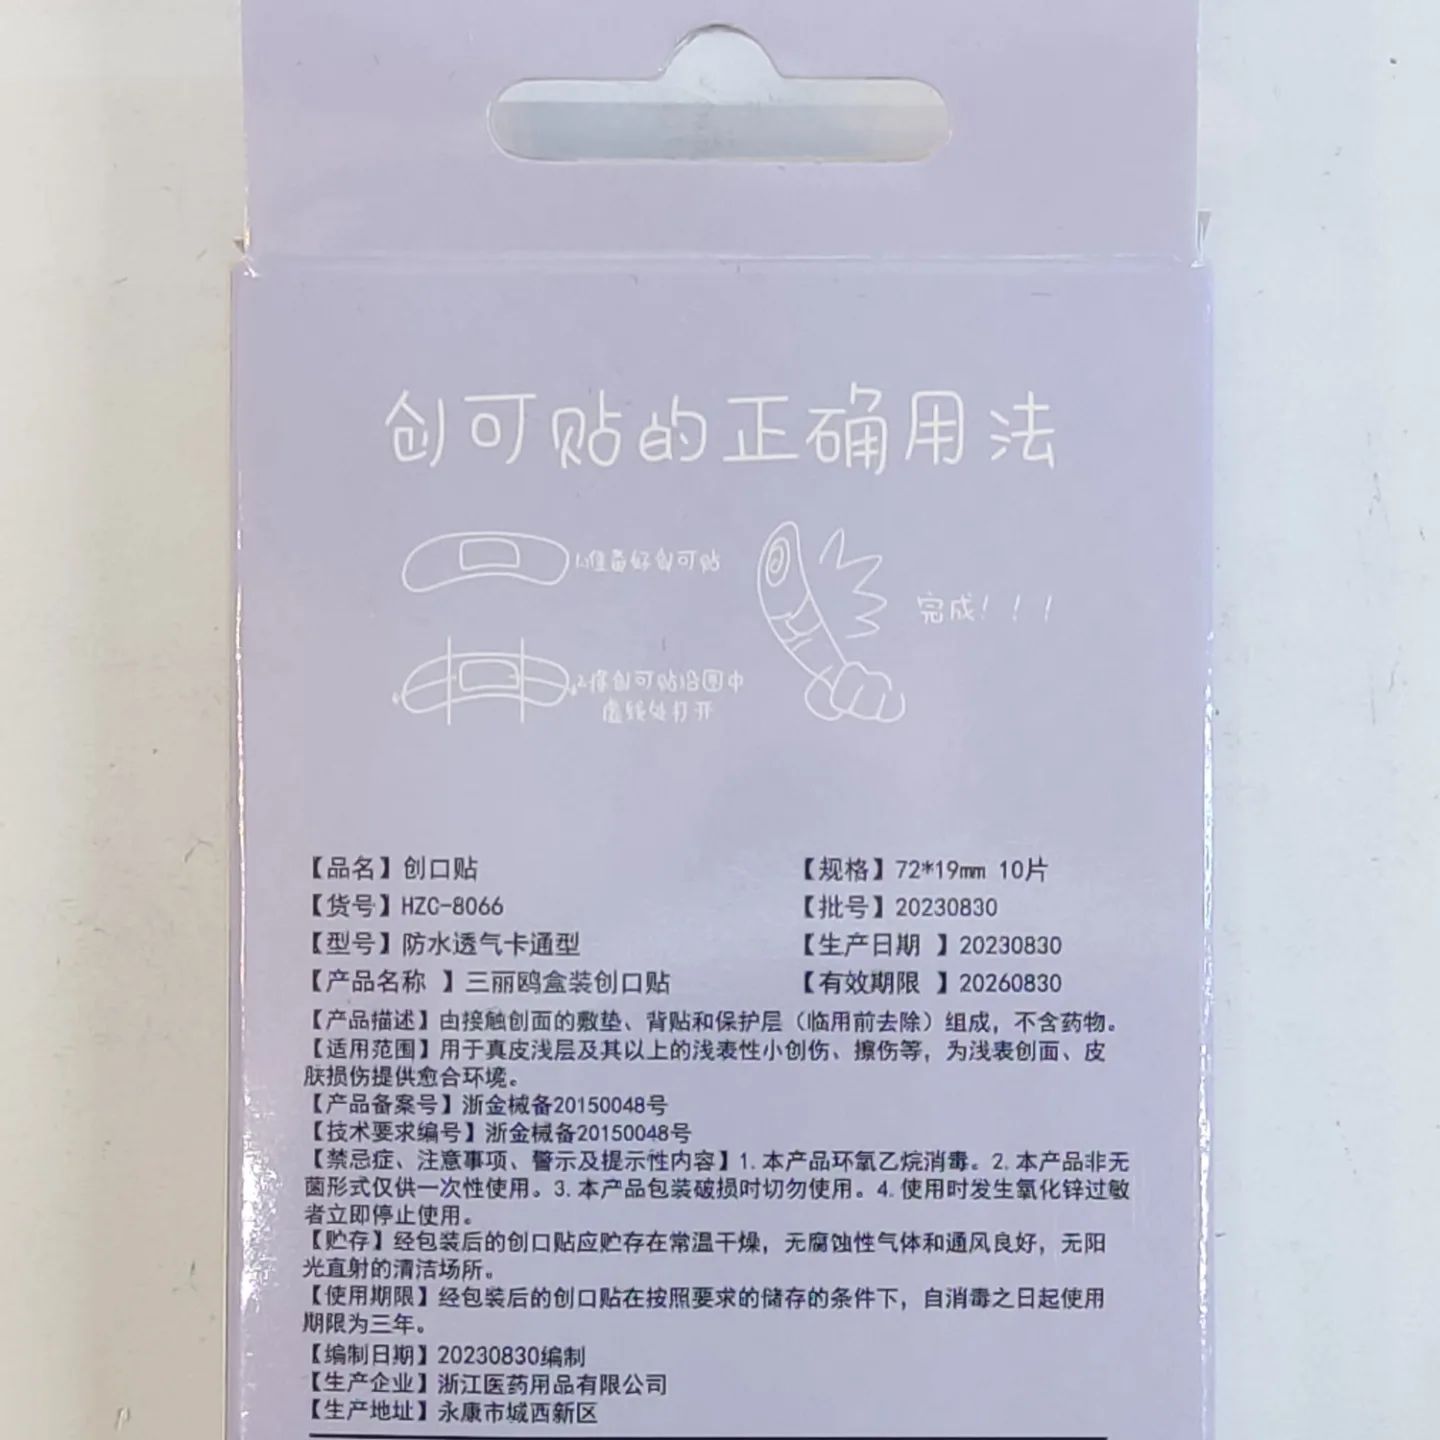 创可贴的正确用法
1.准备好创可贴
2.将创可贴沿图中
虚线处打开
完成！！！
【品名】创口贴
【规格】72*19mm 10片
【货号】HZC-8066
【批号】20230830
【型号】防水透气卡通型
【生产日期 】20230830
【产品名称 】三丽鸥盒装创口贴
【有效期限 】20260830
【产品描述】由接触创面的敷垫、背贴和保护层（临用前去除）组成，不含药物。
【适用范围】用于真皮浅层及其以上的浅表性小创伤、擦伤等，为浅表创面、皮
肤损伤提供愈合环境。
【产品备案号】浙金械备20150048号
【技术要求编号】浙金械备20150048号
【禁忌症、注意事项、警示及提示性内容】1.本产品环氧乙烷消毒。2.本产品非无
菌形式仅供一次性使用。3.本产品包装破损时切勿使用。4.使用时发生氧化锌过敏
者立即停止使用。
【贮存】经包装后的创口贴应贮存在常温干燥，无腐蚀性气体和通风良好，无阳
光直射的清洁场所。
【使用期限】经包装后的创口贴在按照要求的储存的条件下，自消毒之日起使用
期限为三年。
【编制日期】20230830编制
【生产企业】浙江医药用品有限公司
【生产地址】永康市城西新区